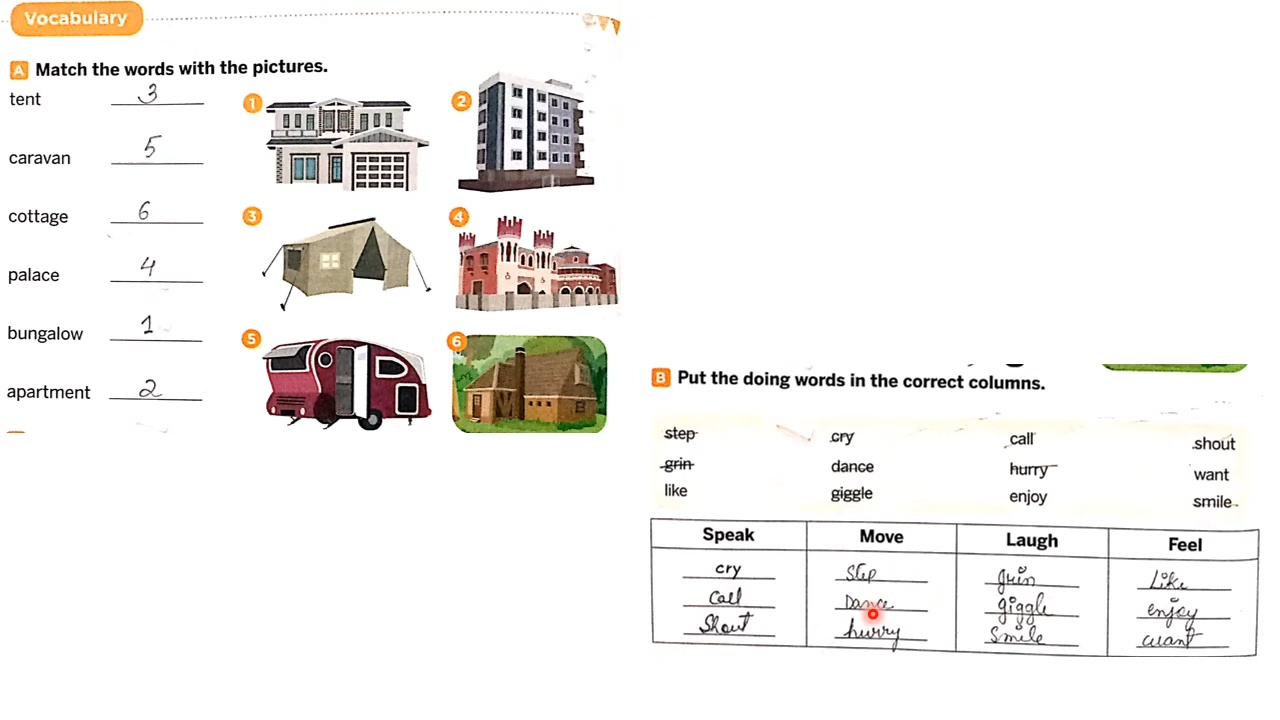 Vocabulary
A Match the words with the pictures.
tent 3
caravan 5
cottage 6
palace 4
bungalow 1
apartment 2
1 2
3 4
5 6
B Put the doing words in the correct columns.
step cry call shout
grin dance hurry want
like giggle enjoy smile
Speak Move Laugh Feel
cry step grin Like
Call Dance giggle enjoy
Shout hurry Smile want